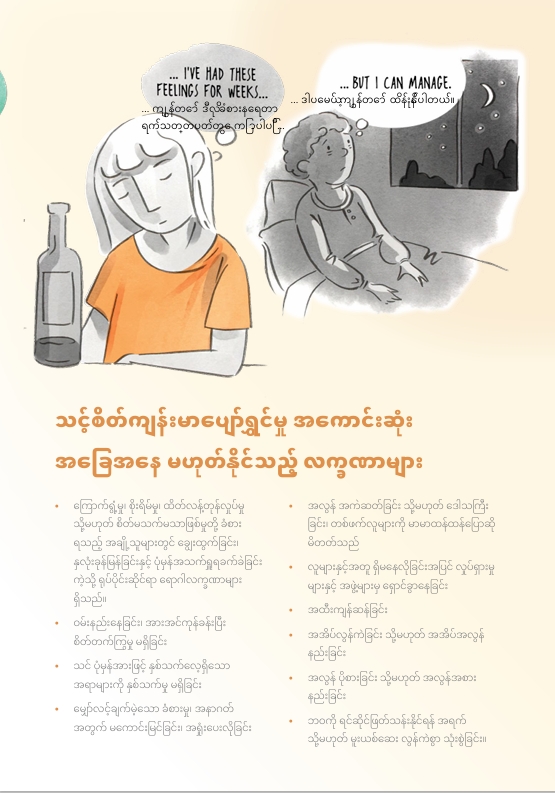 ... I'VE HAD THESE
FEELINGS FOR WEEKS...
... ကျွန်တော် ဒီလိုခံစားနေရတာ
ရက်သတ္တပတ်တွေ ကြာပါပြီ...
... BUT I CAN MANAGE.
... ဒါပေမယ့်ကျွန်တော် ထိန်းနိုင်ပါတယ်။
သင့်စိတ်ကျန်းမာပျော်ရွှင်မှု အကောင်းဆုံး
အခြေအနေ မဟုတ်နိုင်သည့် လက္ခဏာများ
• ကြောက်ရွံ့မှု၊ စိုးရိမ်မှု၊ ထိတ်လန့်တုန်လှုပ်မှု
သို့မဟုတ် စိတ်မသက်မသာဖြစ်မှုတို့ ခံစား
ရသည့် အချို့သူများတွင် ချွေးထွက်ခြင်း၊
နှလုံးခုန်မြန်ခြင်းနှင့် ပုံမှန်အသက်ရှူရခက်ခဲခြင်း
ကဲ့သို့ ရုပ်ပိုင်းဆိုင်ရာ ရောဂါလက္ခဏာများ
ရှိသည်။
• ဝမ်းနည်းနေခြင်း၊ အားအင်ကုန်ခန်းပြီး
စိတ်တက်ကြွမှု မရှိခြင်း
• သင် ပုံမှန်အားဖြင့် နှစ်သက်လေ့ရှိသော
အရာများကို နှစ်သက်မှု မရှိခြင်း
• မျှော်လင့်ချက်မဲ့သော ခံစားမှု၊ အနာဂတ်
အတွက် မကောင်းမြင်ခြင်း၊ အရှုံးပေးလိုခြင်း
• အလွန် အကဲဆတ်ခြင်း သို့မဟုတ် ဒေါသကြီး
ခြင်း၊ တစ်ဖက်လူများကို မာမာထန်ထန်ပြောဆို
မိတတ်သည်
• လူများနှင့်အတူ ရှိမနေလိုခြင်းအပြင် လှုပ်ရှားမှု
များနှင့် အဖွဲ့များမှ ရှောင်ခွာနေခြင်း
• အထီးကျန်ဆန်ခြင်း
• အအိပ်လွန်ကဲခြင်း သို့မဟုတ် အအိပ်အလွန်
နည်းခြင်း
• အလွန် ပိုစားခြင်း သို့မဟုတ် အလွန်အစား
နည်းခြင်း
• ဘဝကို ရင်ဆိုင်ဖြတ်သန်းနိုင်ရန် အရက်
သို့မဟုတ် မူးယစ်ဆေး လွန်ကဲစွာ သုံးစွဲခြင်း။